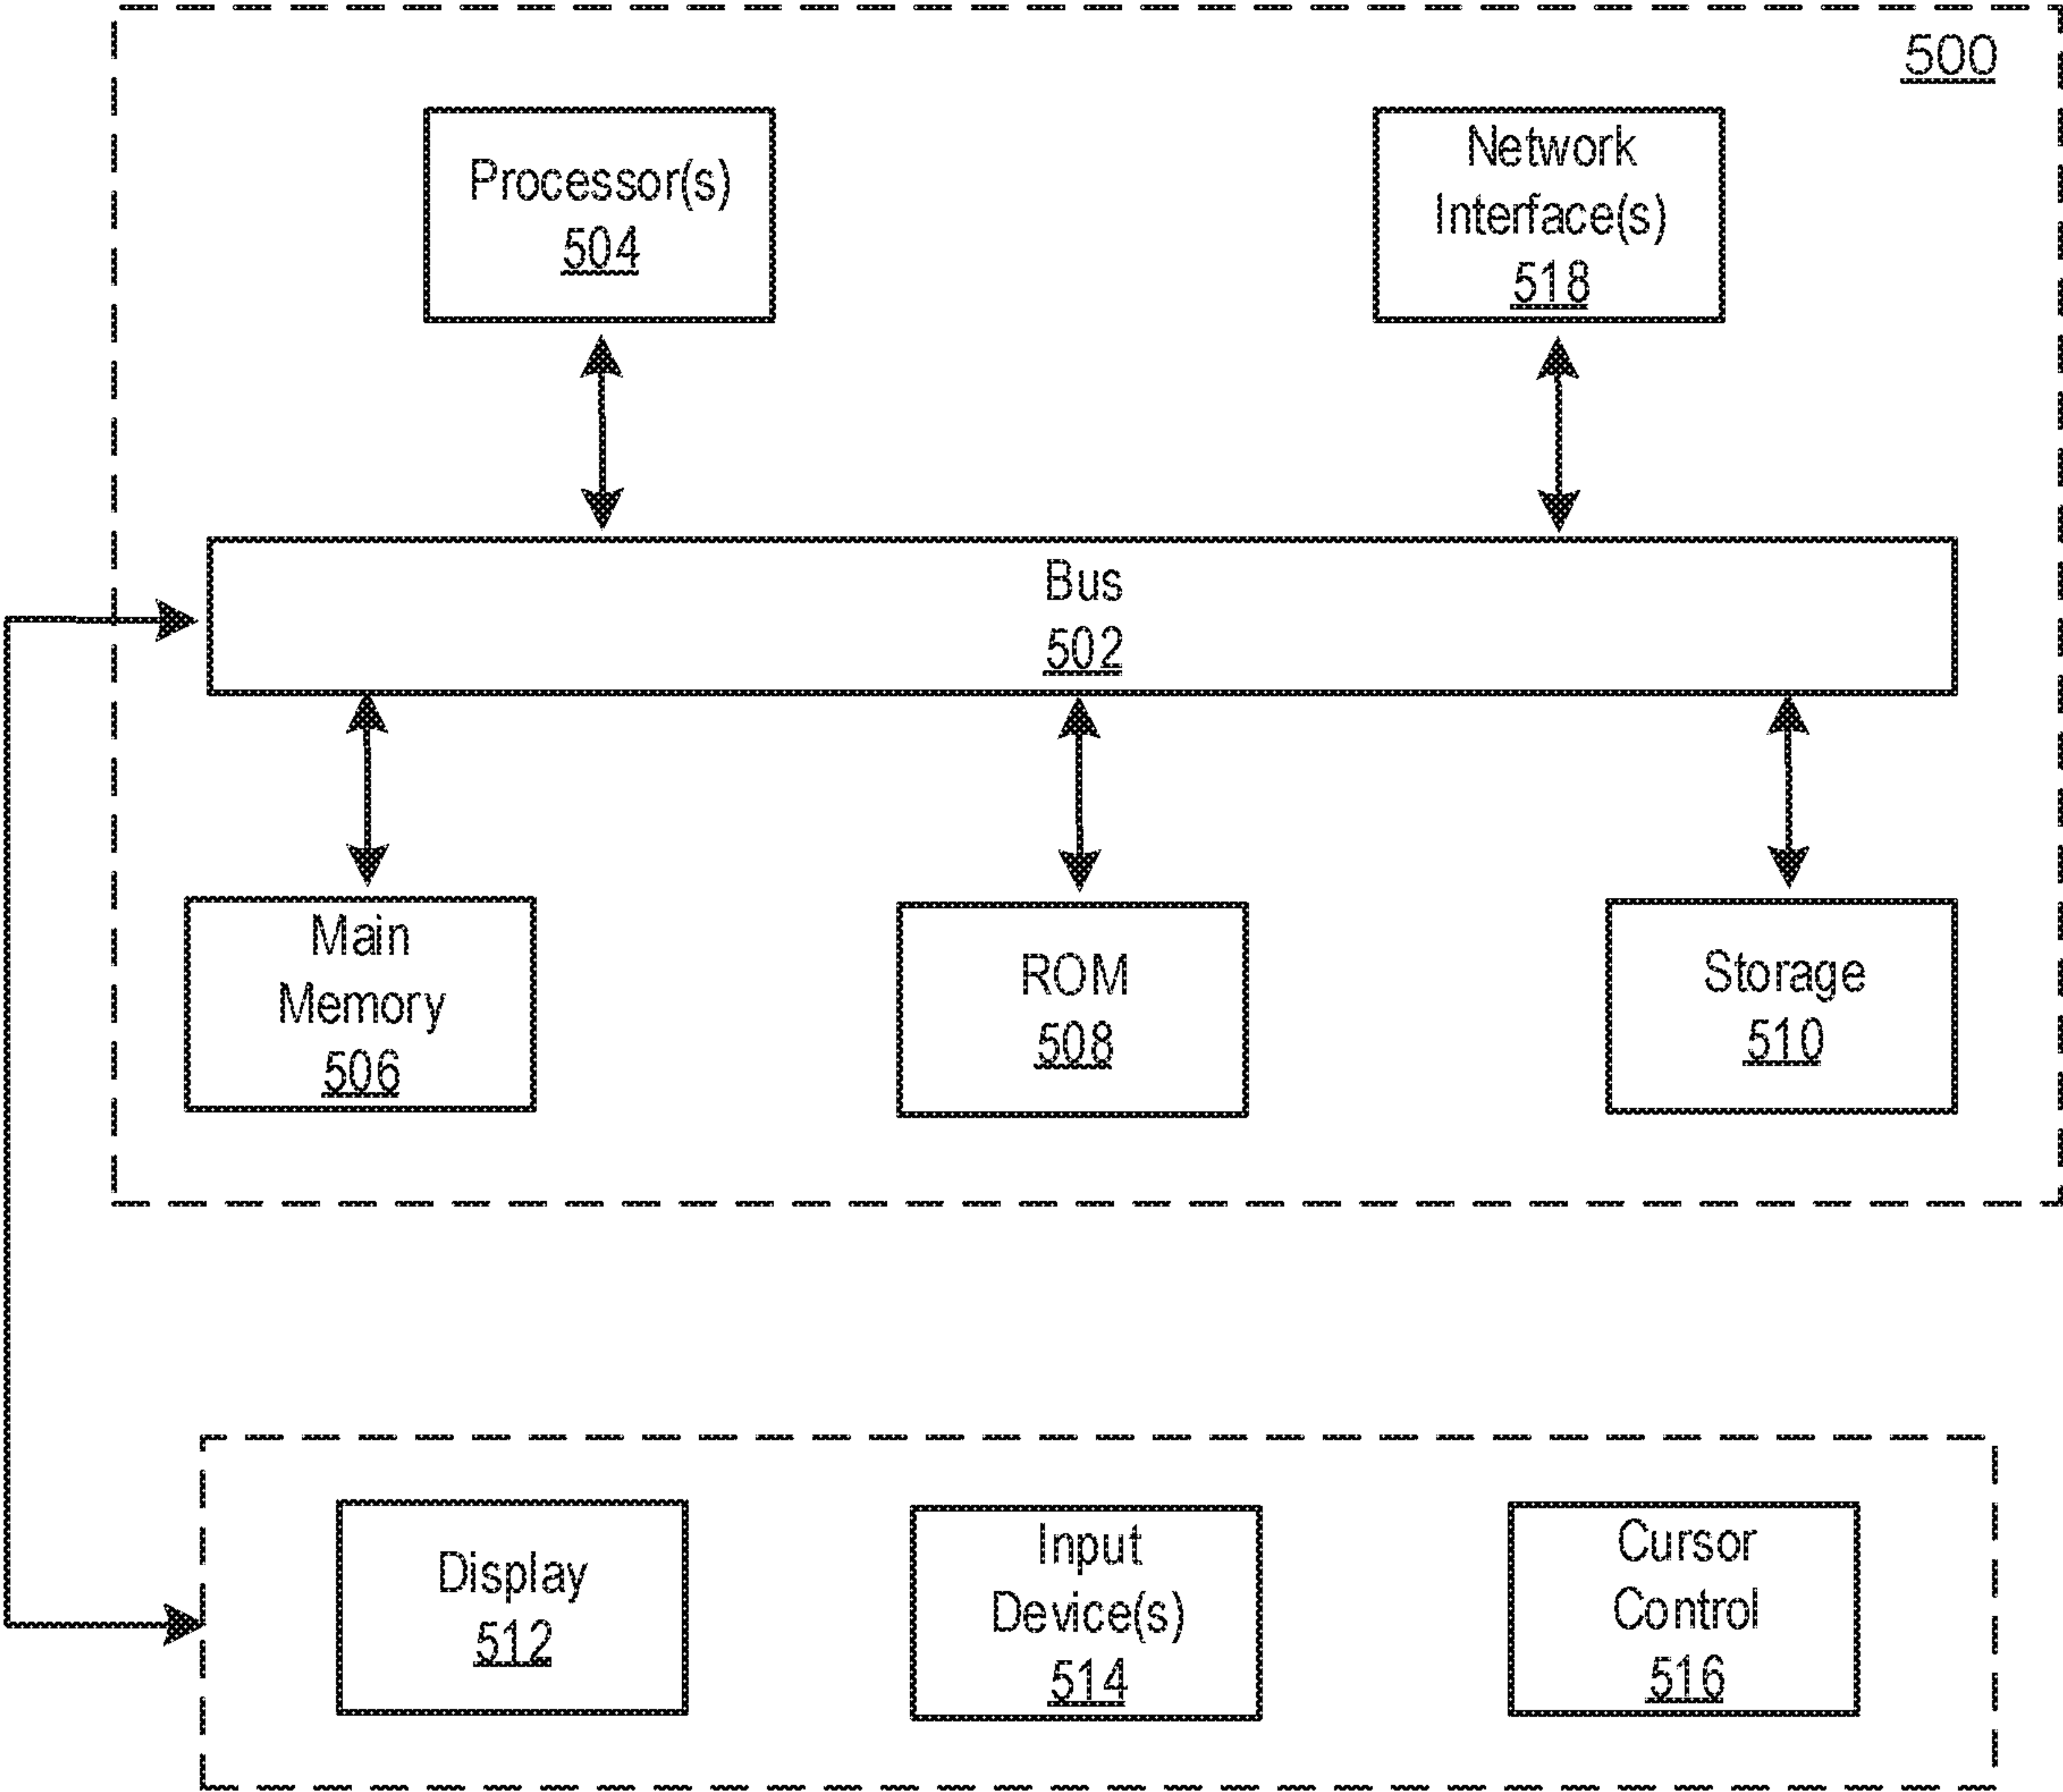 500
Processor(s)
504
Network
Interface(s)
518
Bus
502
Main
Memory
506
ROM
508
Storage
510
Display
512
Input
Device(s)
514
Cursor
Control
516